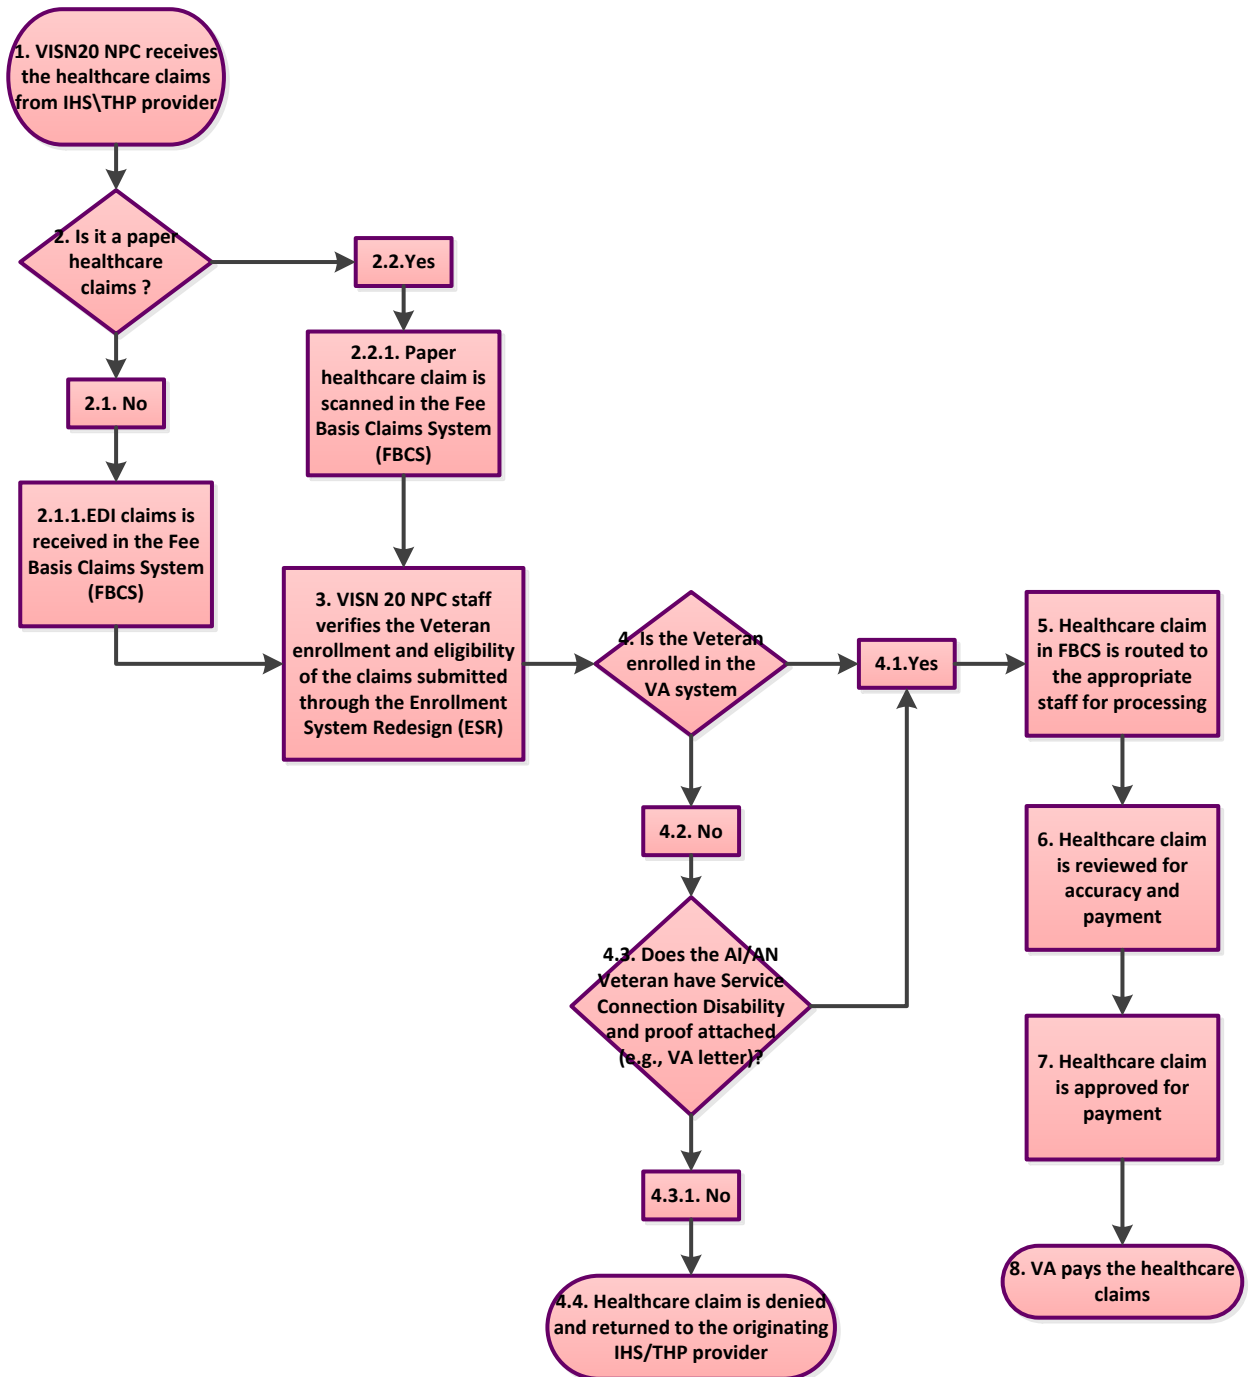 1. VISN20 NPC receives
the healthcare claims
from IHS\THP provider
2. Is it a paper
healthcare
claims ?
2.2.Yes
2.2.1. Paper
healthcare claim is
scanned in the Fee
Basis Claims System
(FBCS)
2.1. No
2.1.1.EDI claims is
received in the Fee
Basis Claims System
(FBCS)
3. VISN 20 NPC staff
verifies the Veteran
enrollment and eligibility
of the claims submitted
through the Enrollment
System Redesign (ESR)
4. Is the Veteran
enrolled in the
VA system
4.1.Yes
5. Healthcare claim
in FBCS is routed to
the appropriate
staff for processing
4.2. No
6. Healthcare claim
is reviewed for
accuracy and
payment
4.3. Does the AI/AN
Veteran have Service
Connection Disability
and proof attached
(e.g., VA letter)?
7. Healthcare claim
is approved for
payment
4.3.1. No
4.4. Healthcare claim is denied
and returned to the originating
IHS/THP provider
8. VA pays the healthcare
claims